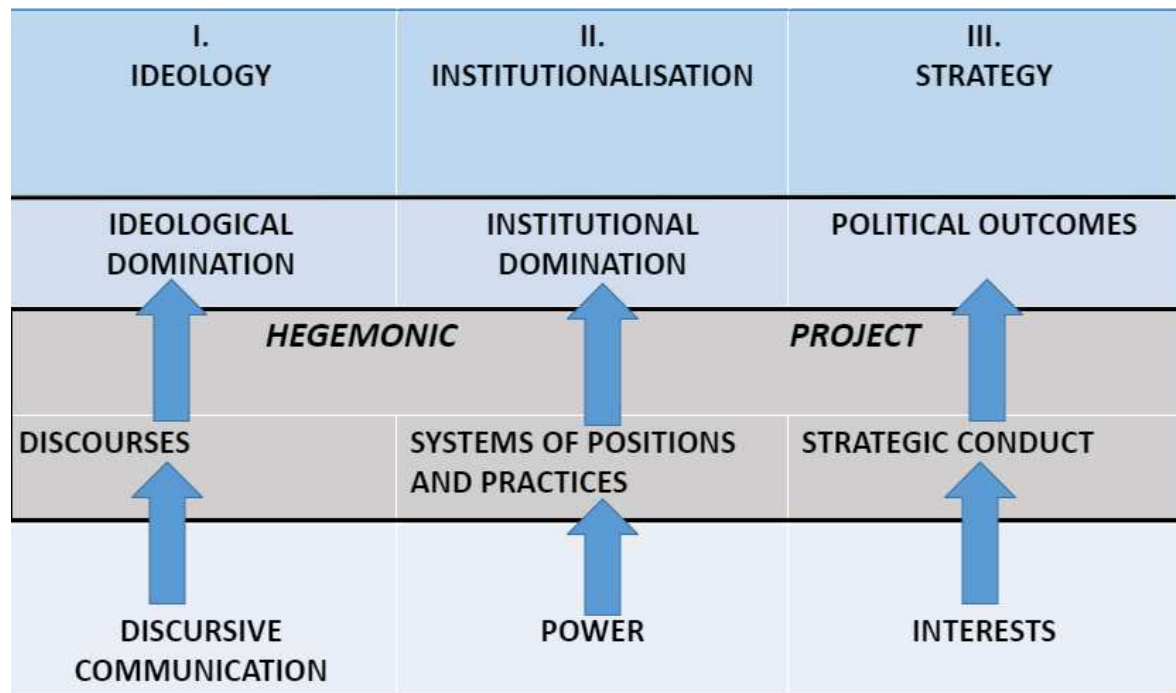 I.
IDEOLOGY
II.
INSTITUTIONALISATION
III.
STRATEGY
IDEOLOGICAL
DOMINATION
INSTITUTIONAL
DOMINATION
POLITICAL OUTCOMES
HEGEMONIC PROJECT
DISCOURSES
SYSTEMS OF POSITIONS
AND PRACTICES
STRATEGIC CONDUCT
DISCURSIVE
COMMUNICATION
POWER
INTERESTS